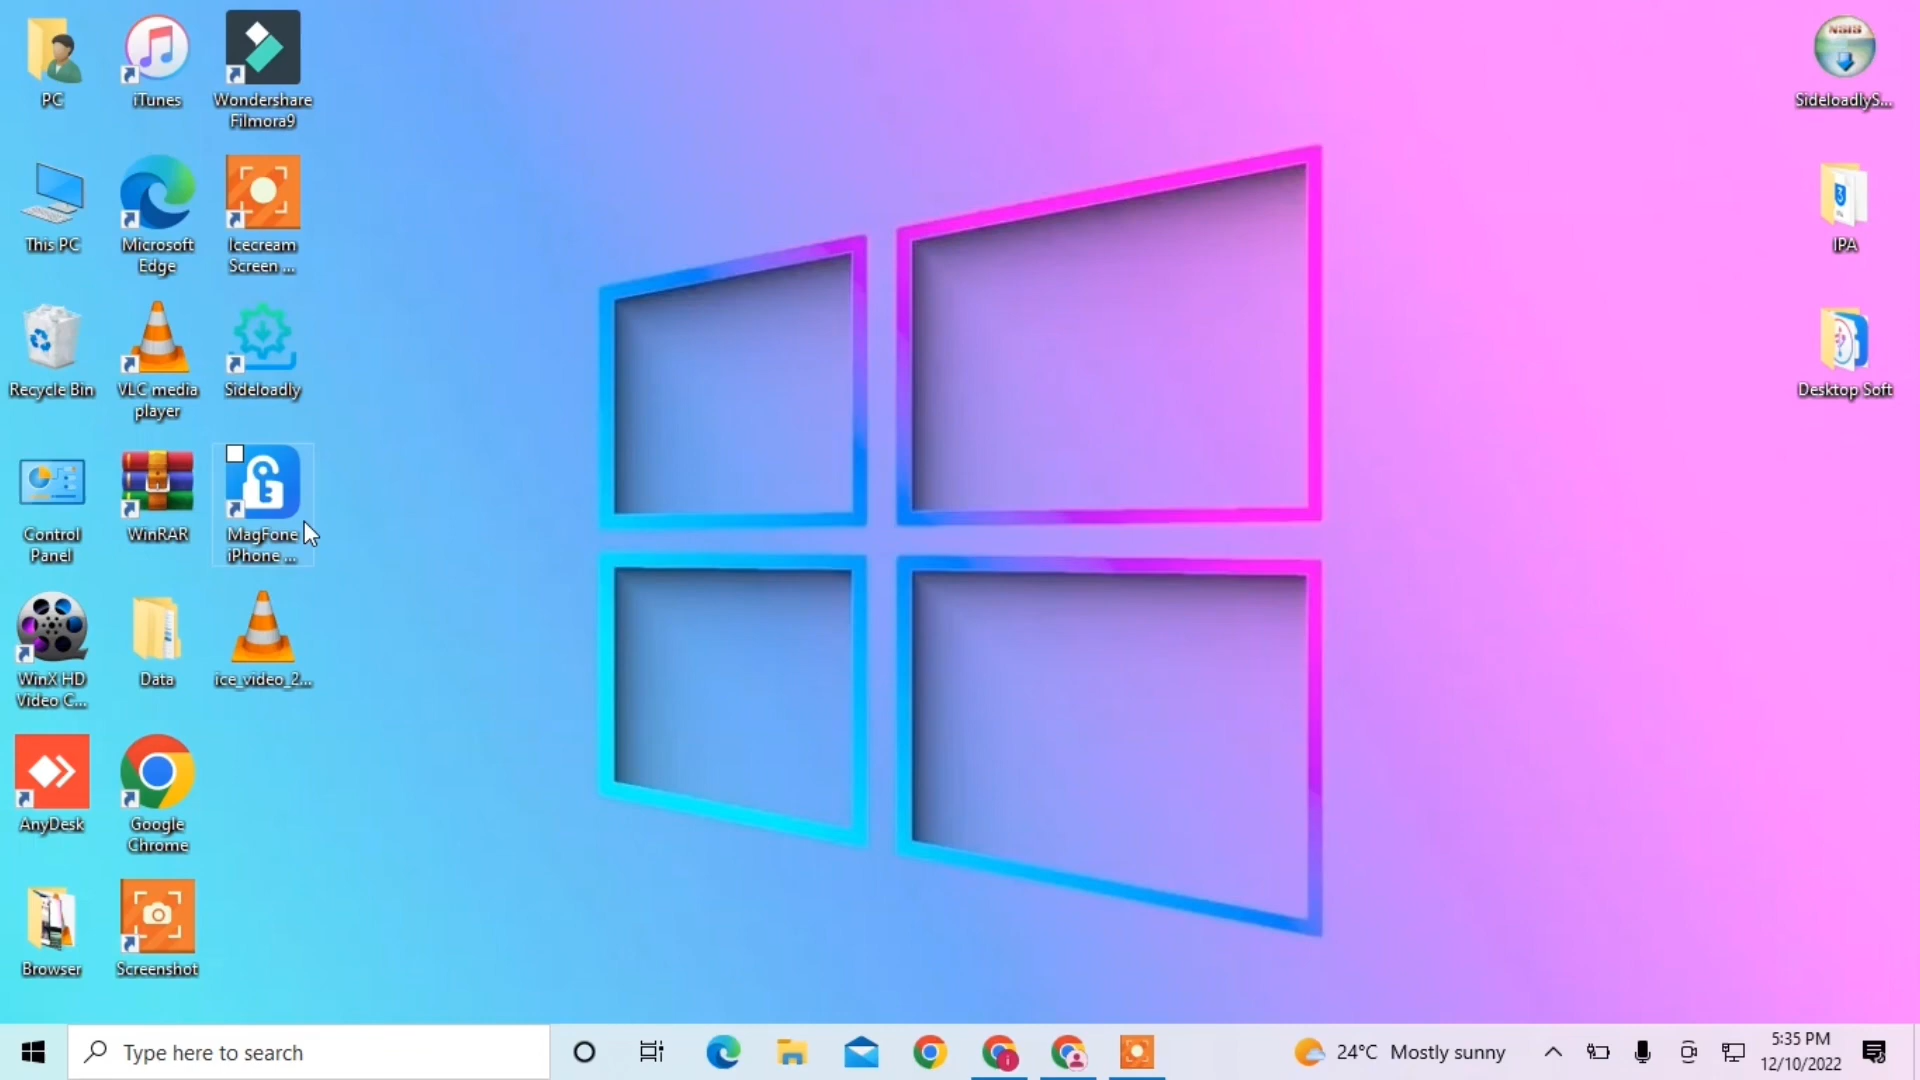 PC
iTunes
Wondershare
Filmora9
This PC
Microsoft
Edge
Icecream
Screen ...
Recycle Bin
VLC media
player
Sideloadly
Control
Panel
WinRAR
MagFone
iPhone ...
WinX HD
Video C...
Data
ice_video_2...
AnyDesk
Google
Chrome
Browser
Screenshot
NSIS
SideloadlyS...
IPA
Desktop Soft
Type here to search
24°C Mostly sunny
5:35 PM
12/10/2022